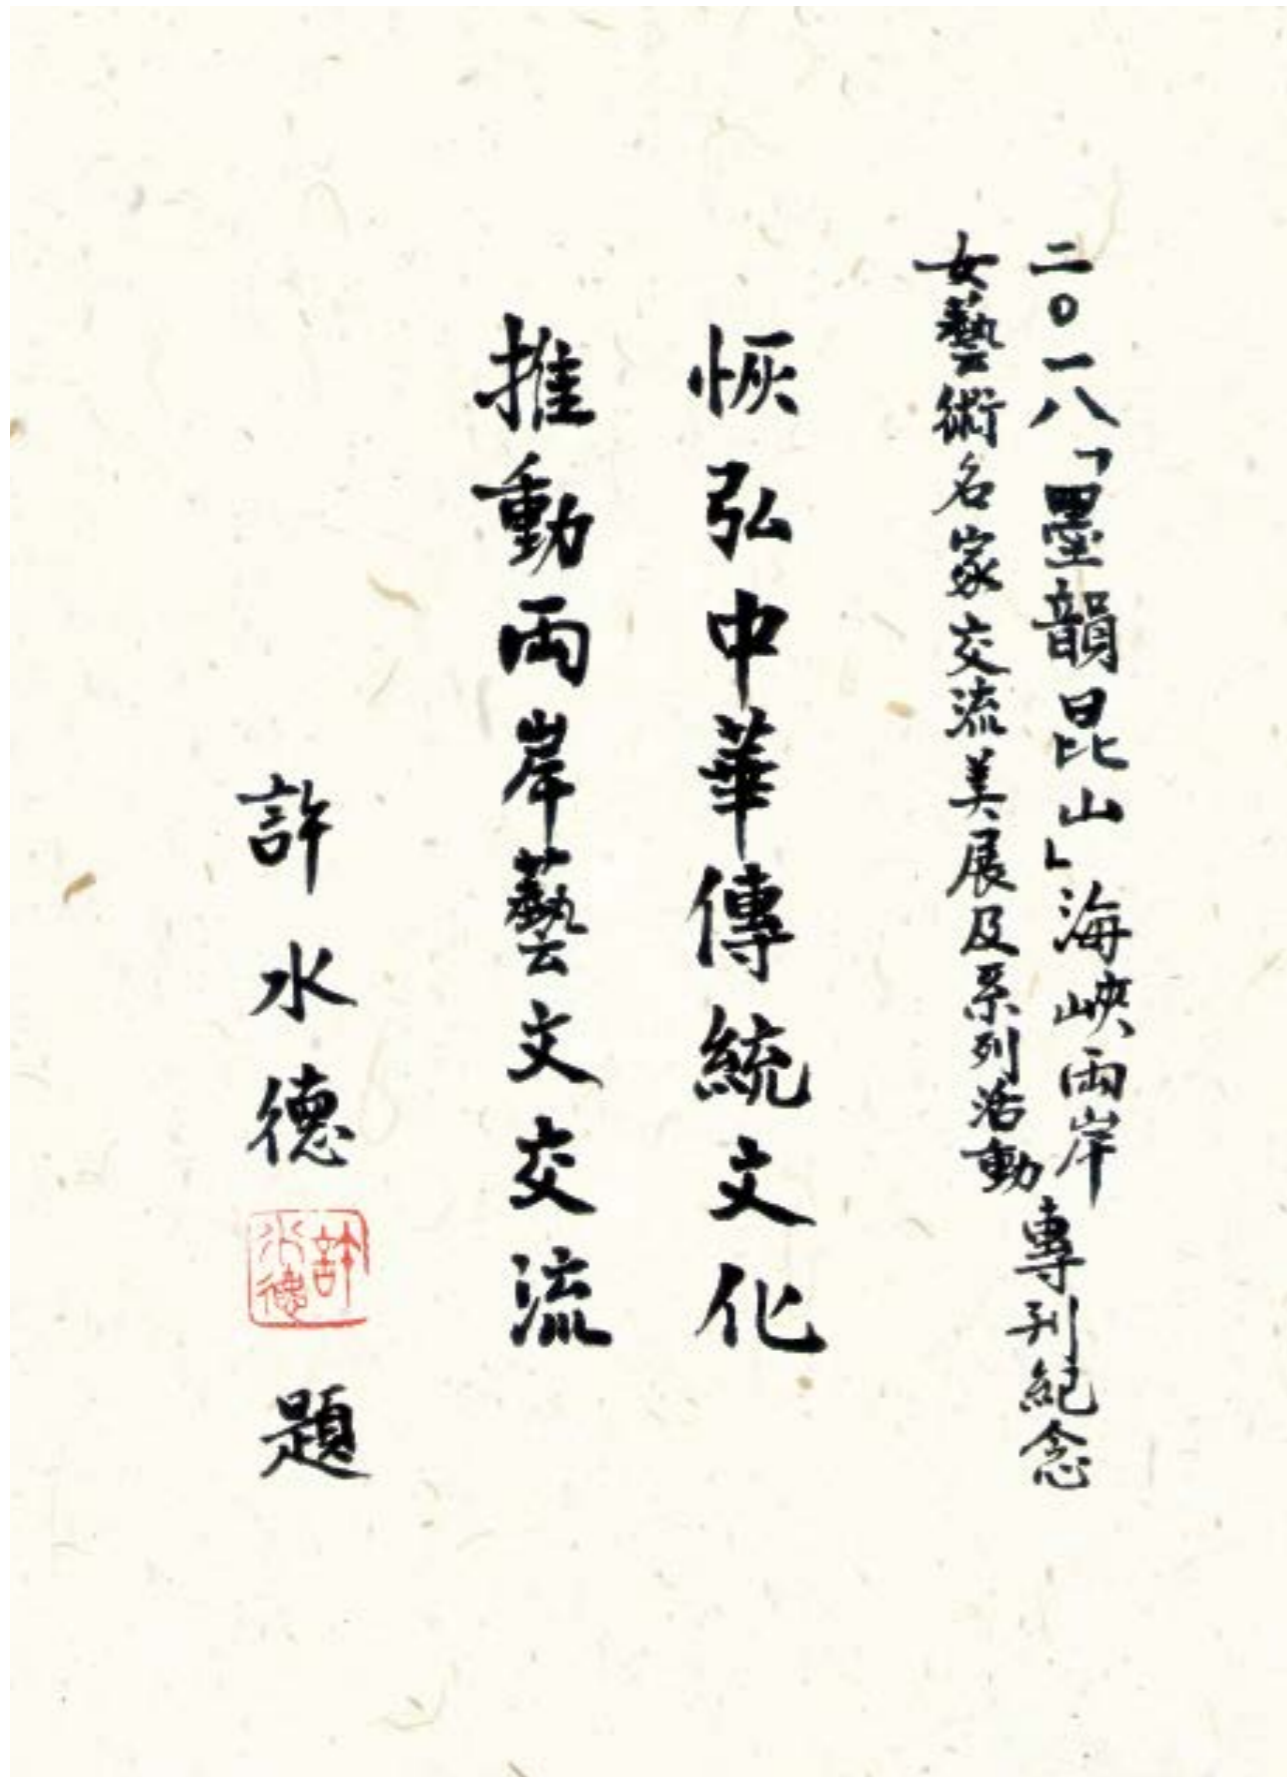 二〇一八「墨韻昆山」海峽兩岸
女藝術名家交流美展及系列活動
專刊紀念
恢弘中華傳統文化
推動兩岸藝文交流
許水德
許水德
題